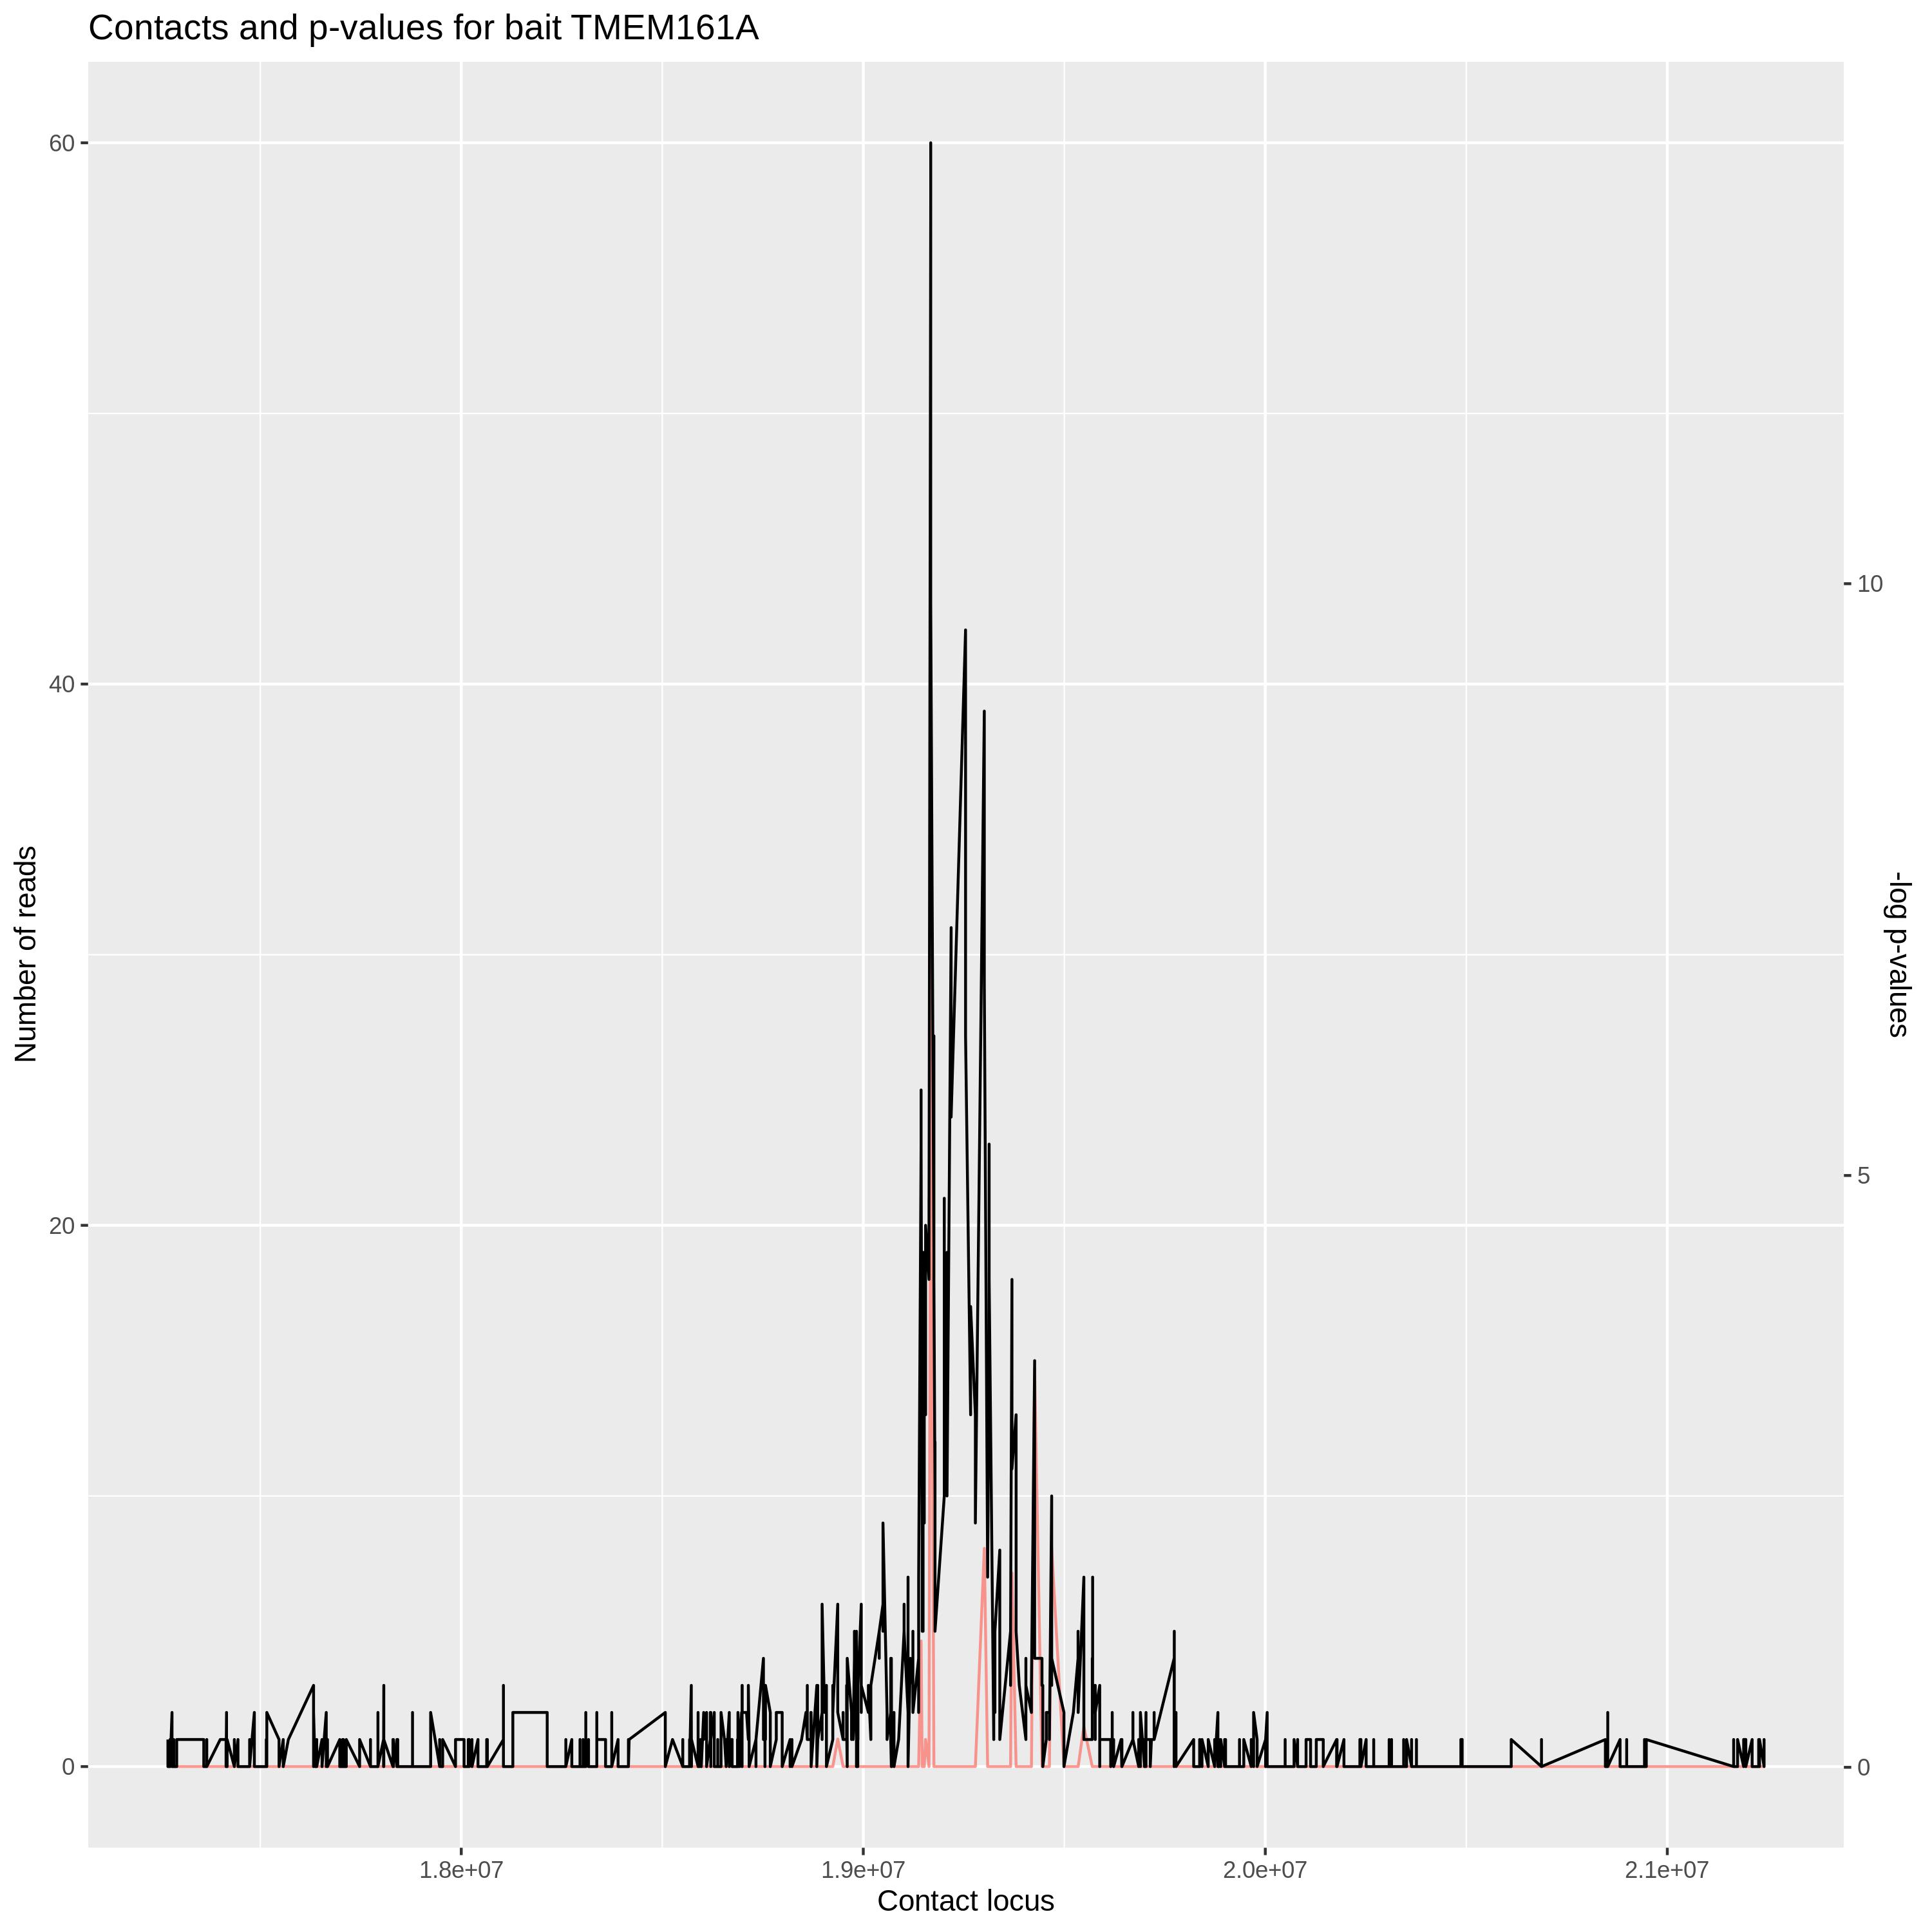 Contacts and p-values for bait TMEM161A
60
40
20
0
10
5
0
Number of reads
-log p-values
1.8e+07
1.9e+07
2.0e+07
2.1e+07
Contact locus